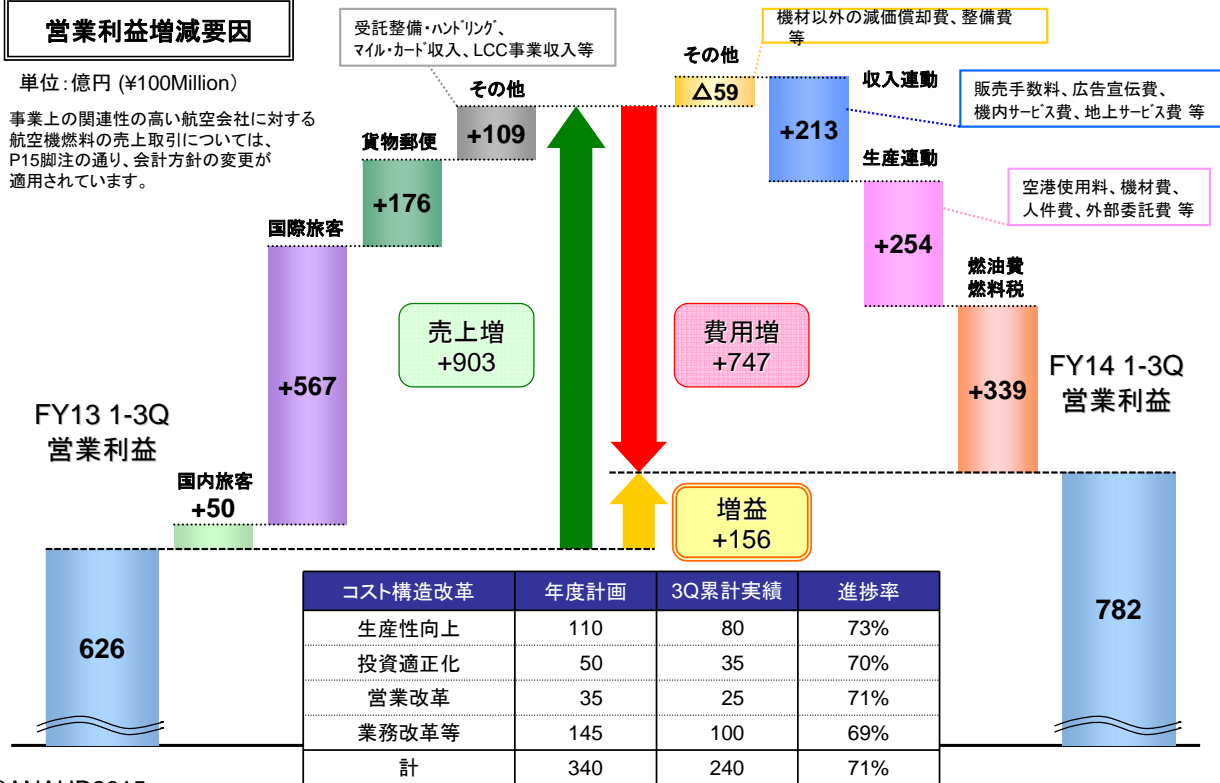 営業利益増減要因
単位：億円 (¥100Million)
事業上の関連性の高い航空会社に対する
航空機燃料の売上取引については、
P15脚注の通り、会計方針の変更が
適用されています。
受託整備・ハンドリング、
マイル・カード収入、LCC事業収入等
機材以外の減価償却費、整備費
等
販売手数料、広告宣伝費、
機内サービス費、地上サービス費 等
空港使用料、機材費、
人件費、外部委託費 等
FY13 1-3Q
営業利益
626
国内旅客
+50
国際旅客
+567
貨物郵便
+176
その他
+109
売上増
+903
費用増
+747
増益
+156
その他
△59
収入連動
+213
生産連動
+254
燃油費
燃料税
+339
FY14 1-3Q
営業利益
782
コスト構造改革 年度計画 3Q累計実績 進捗率
生産性向上 110 80 73%
投資適正化 50 35 70%
営業改革 35 25 71%
業務改革等 145 100 69%
計 340 240 71%